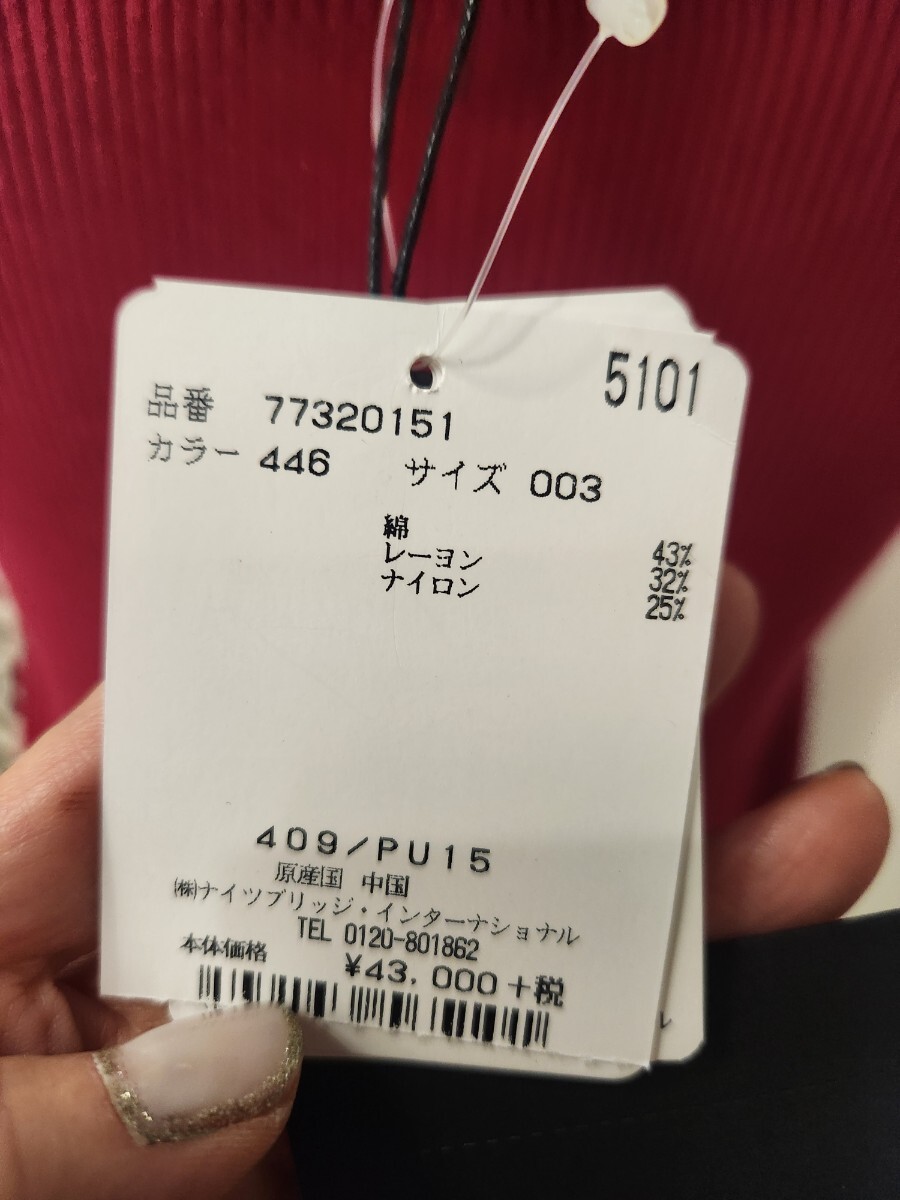 5101
品番 77320151
カラー 446 サイズ 003
綿 43%
レーヨン 32%
ナイロン 25%
409/PU15
原産国 中国
㈱ナイツブリッジ・インターナショナル
TEL 0120-801862
本体価格 ¥43,000+税
レ